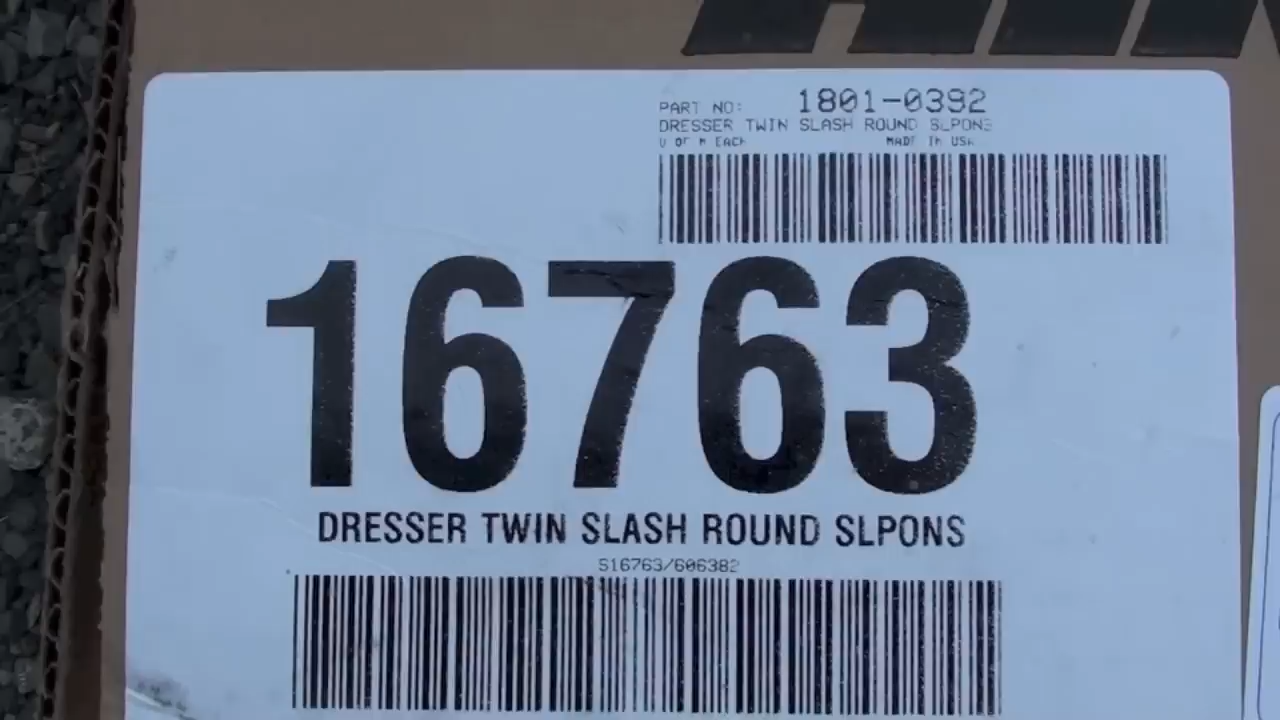 PART NO: 1801-0392
DRESSER TWIN SLASH ROUND SLPONS
U OF M EACH MADE IN USA
16763
DRESSER TWIN SLASH ROUND SLPONS
S16763/606382